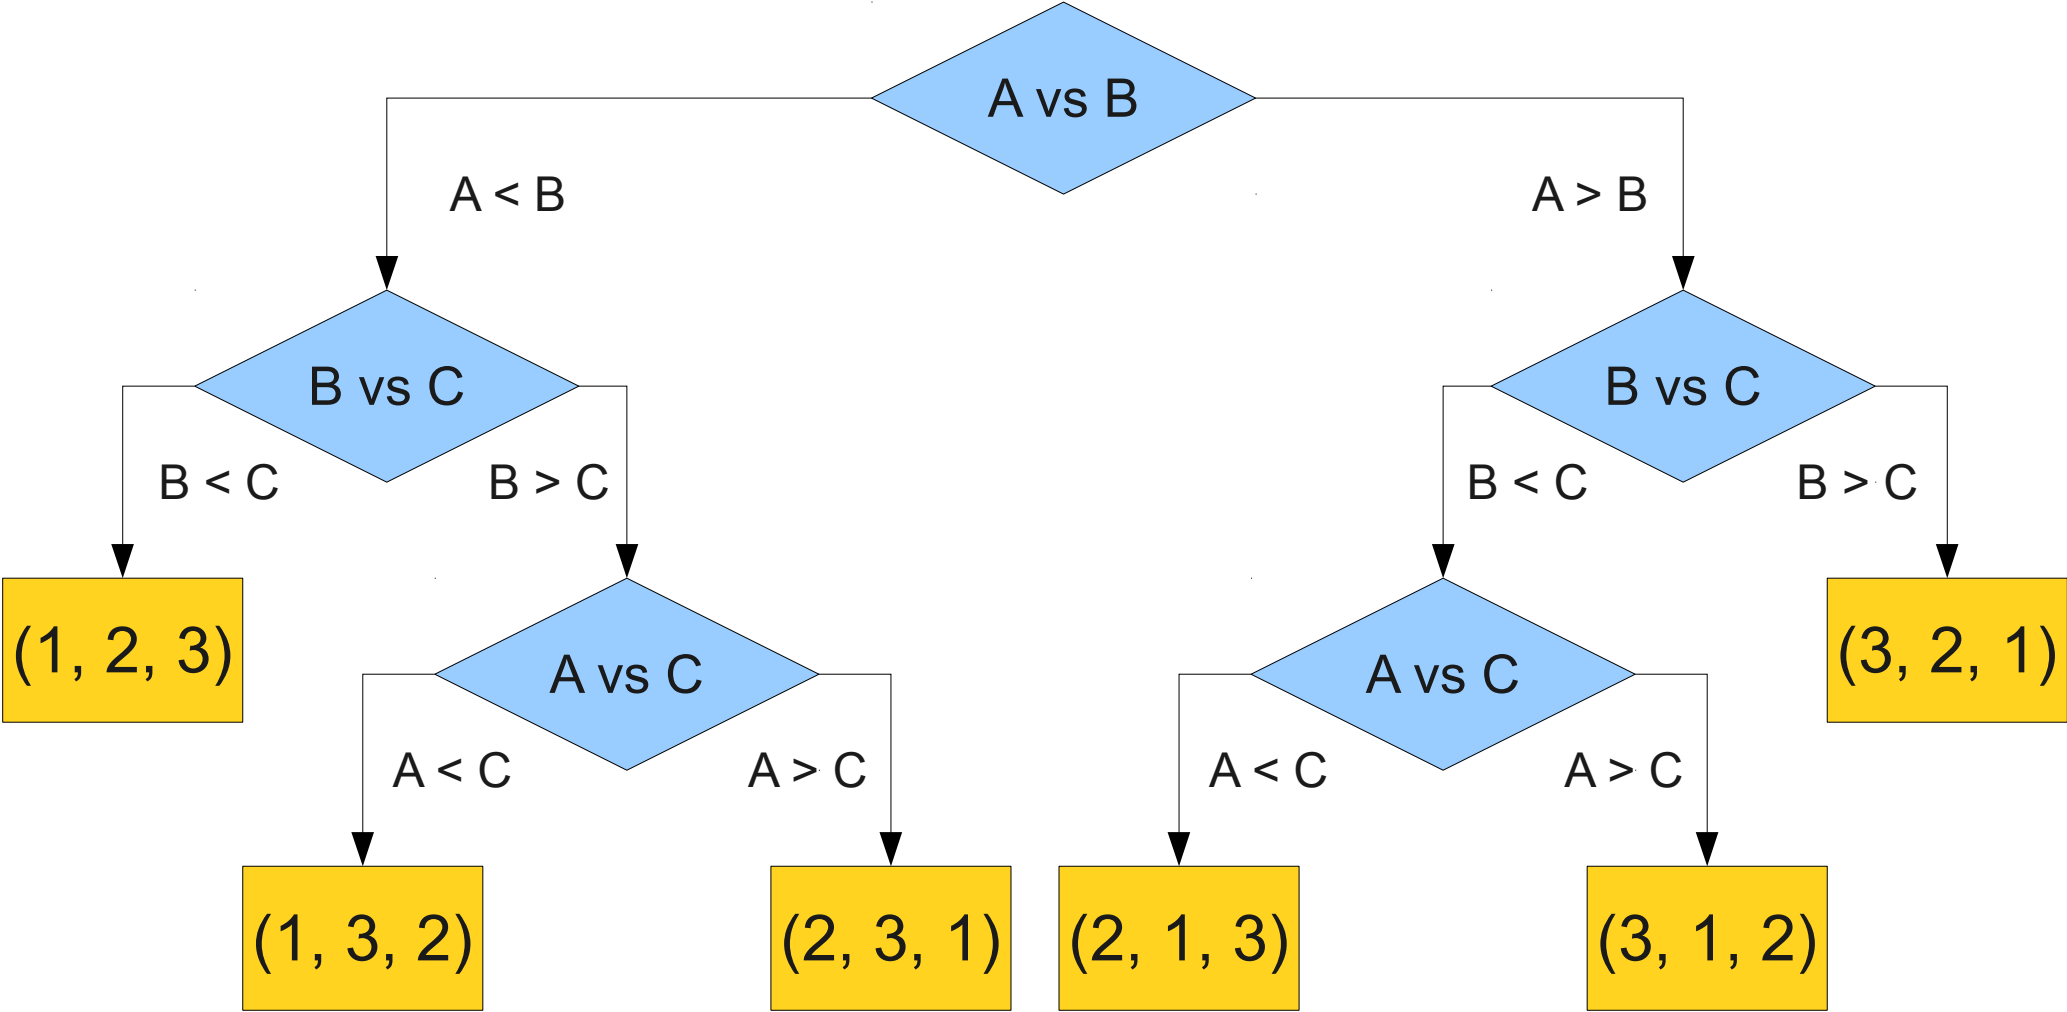 A vs B
A < B
A > B
B vs C
B vs C
B < C
B > C
B < C
B > C
(1, 2, 3)
A vs C
A vs C
(3, 2, 1)
A < C
A > C
A < C
A > C
(1, 3, 2)
(2, 3, 1)
(2, 1, 3)
(3, 1, 2)